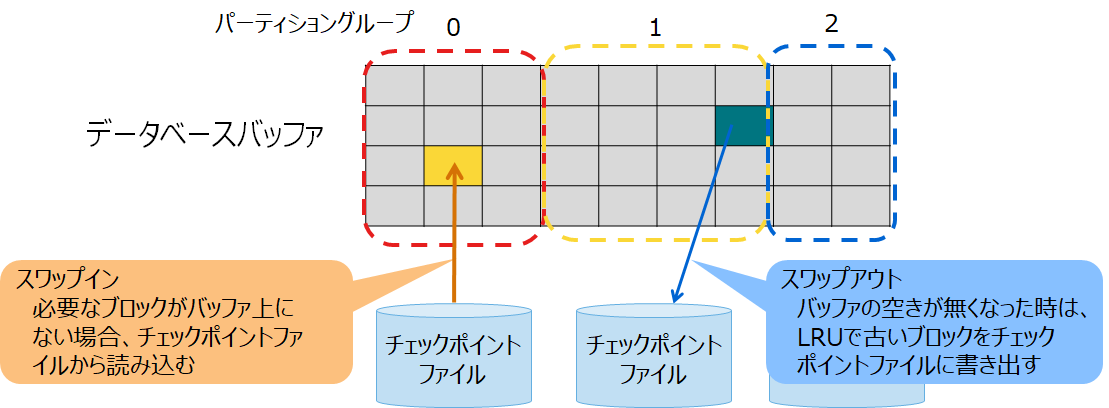 パーティショングループ 0 1 2
データベースバッファ
スワップイン
必要なブロックがバッファ上に
ない場合、チェックポイントファ
イルから読み込む
チェックポイント
ファイル
チェックポイント
ファイル
スワップアウト
バッファの空きが無くなった時は、
LRUで古いブロックをチェック
ポイントファイルに書き出す